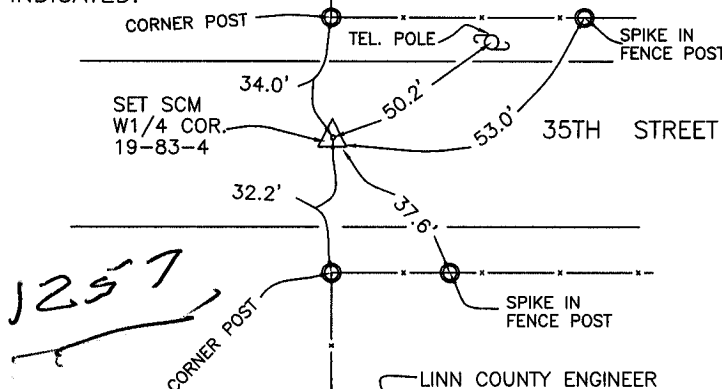 INDICATED.
CORNER POST
TEL. POLE
SPIKE IN
FENCE POST
34.0'
50.2'
53.0'
SET SCM
W1/4 COR.
19-83-4
35TH STREET
32.2'
37.6'
1257
CORNER POST
SPIKE IN
FENCE POST
LINN COUNTY ENGINEER